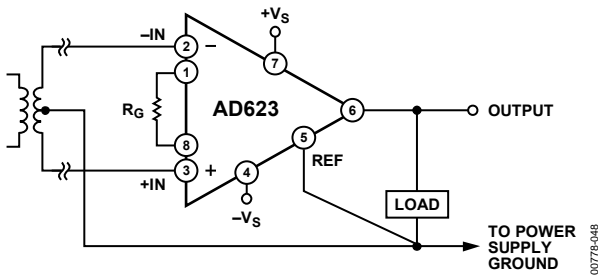 +VS
–IN
2
–
7
1
RG
AD623
6
OUTPUT
5
8
REF
3
+
4
+IN
–VS
LOAD
TO POWER
SUPPLY
GROUND
00778-048